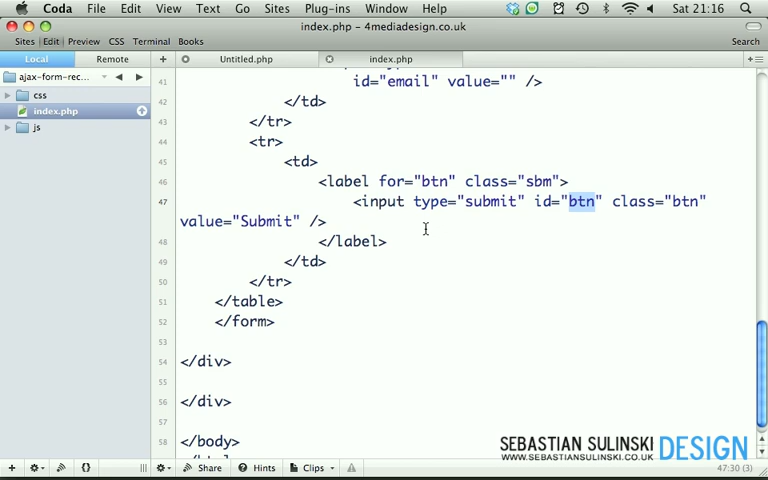 Coda File Edit View Text Go Sites Plug-ins Window Help Sat 21:16
index.php - 4mediadesign.co.uk
Sites Edit Preview CSS Terminal Books Search
Local Remote + Untitled.php index.php
ajax-form-rec...
css
index.php
js
41 id="email" value="" />
42 </td>
43 </tr>
44 <tr>
45 <td>
46 <label for="btn" class="sbm">
47 <input type="submit" id="btn" class="btn"
value="Submit" />
48 </label>
49 </td>
50 </tr>
51 </table>
52 </form>
53
54 </div>
55
56 </div>
57
58 </body>
SEBASTIAN SULINSKI DESIGN
WWW.SEBASTIANSULINSKI.CO.UK
Share Hints Clips 47:30 (3)